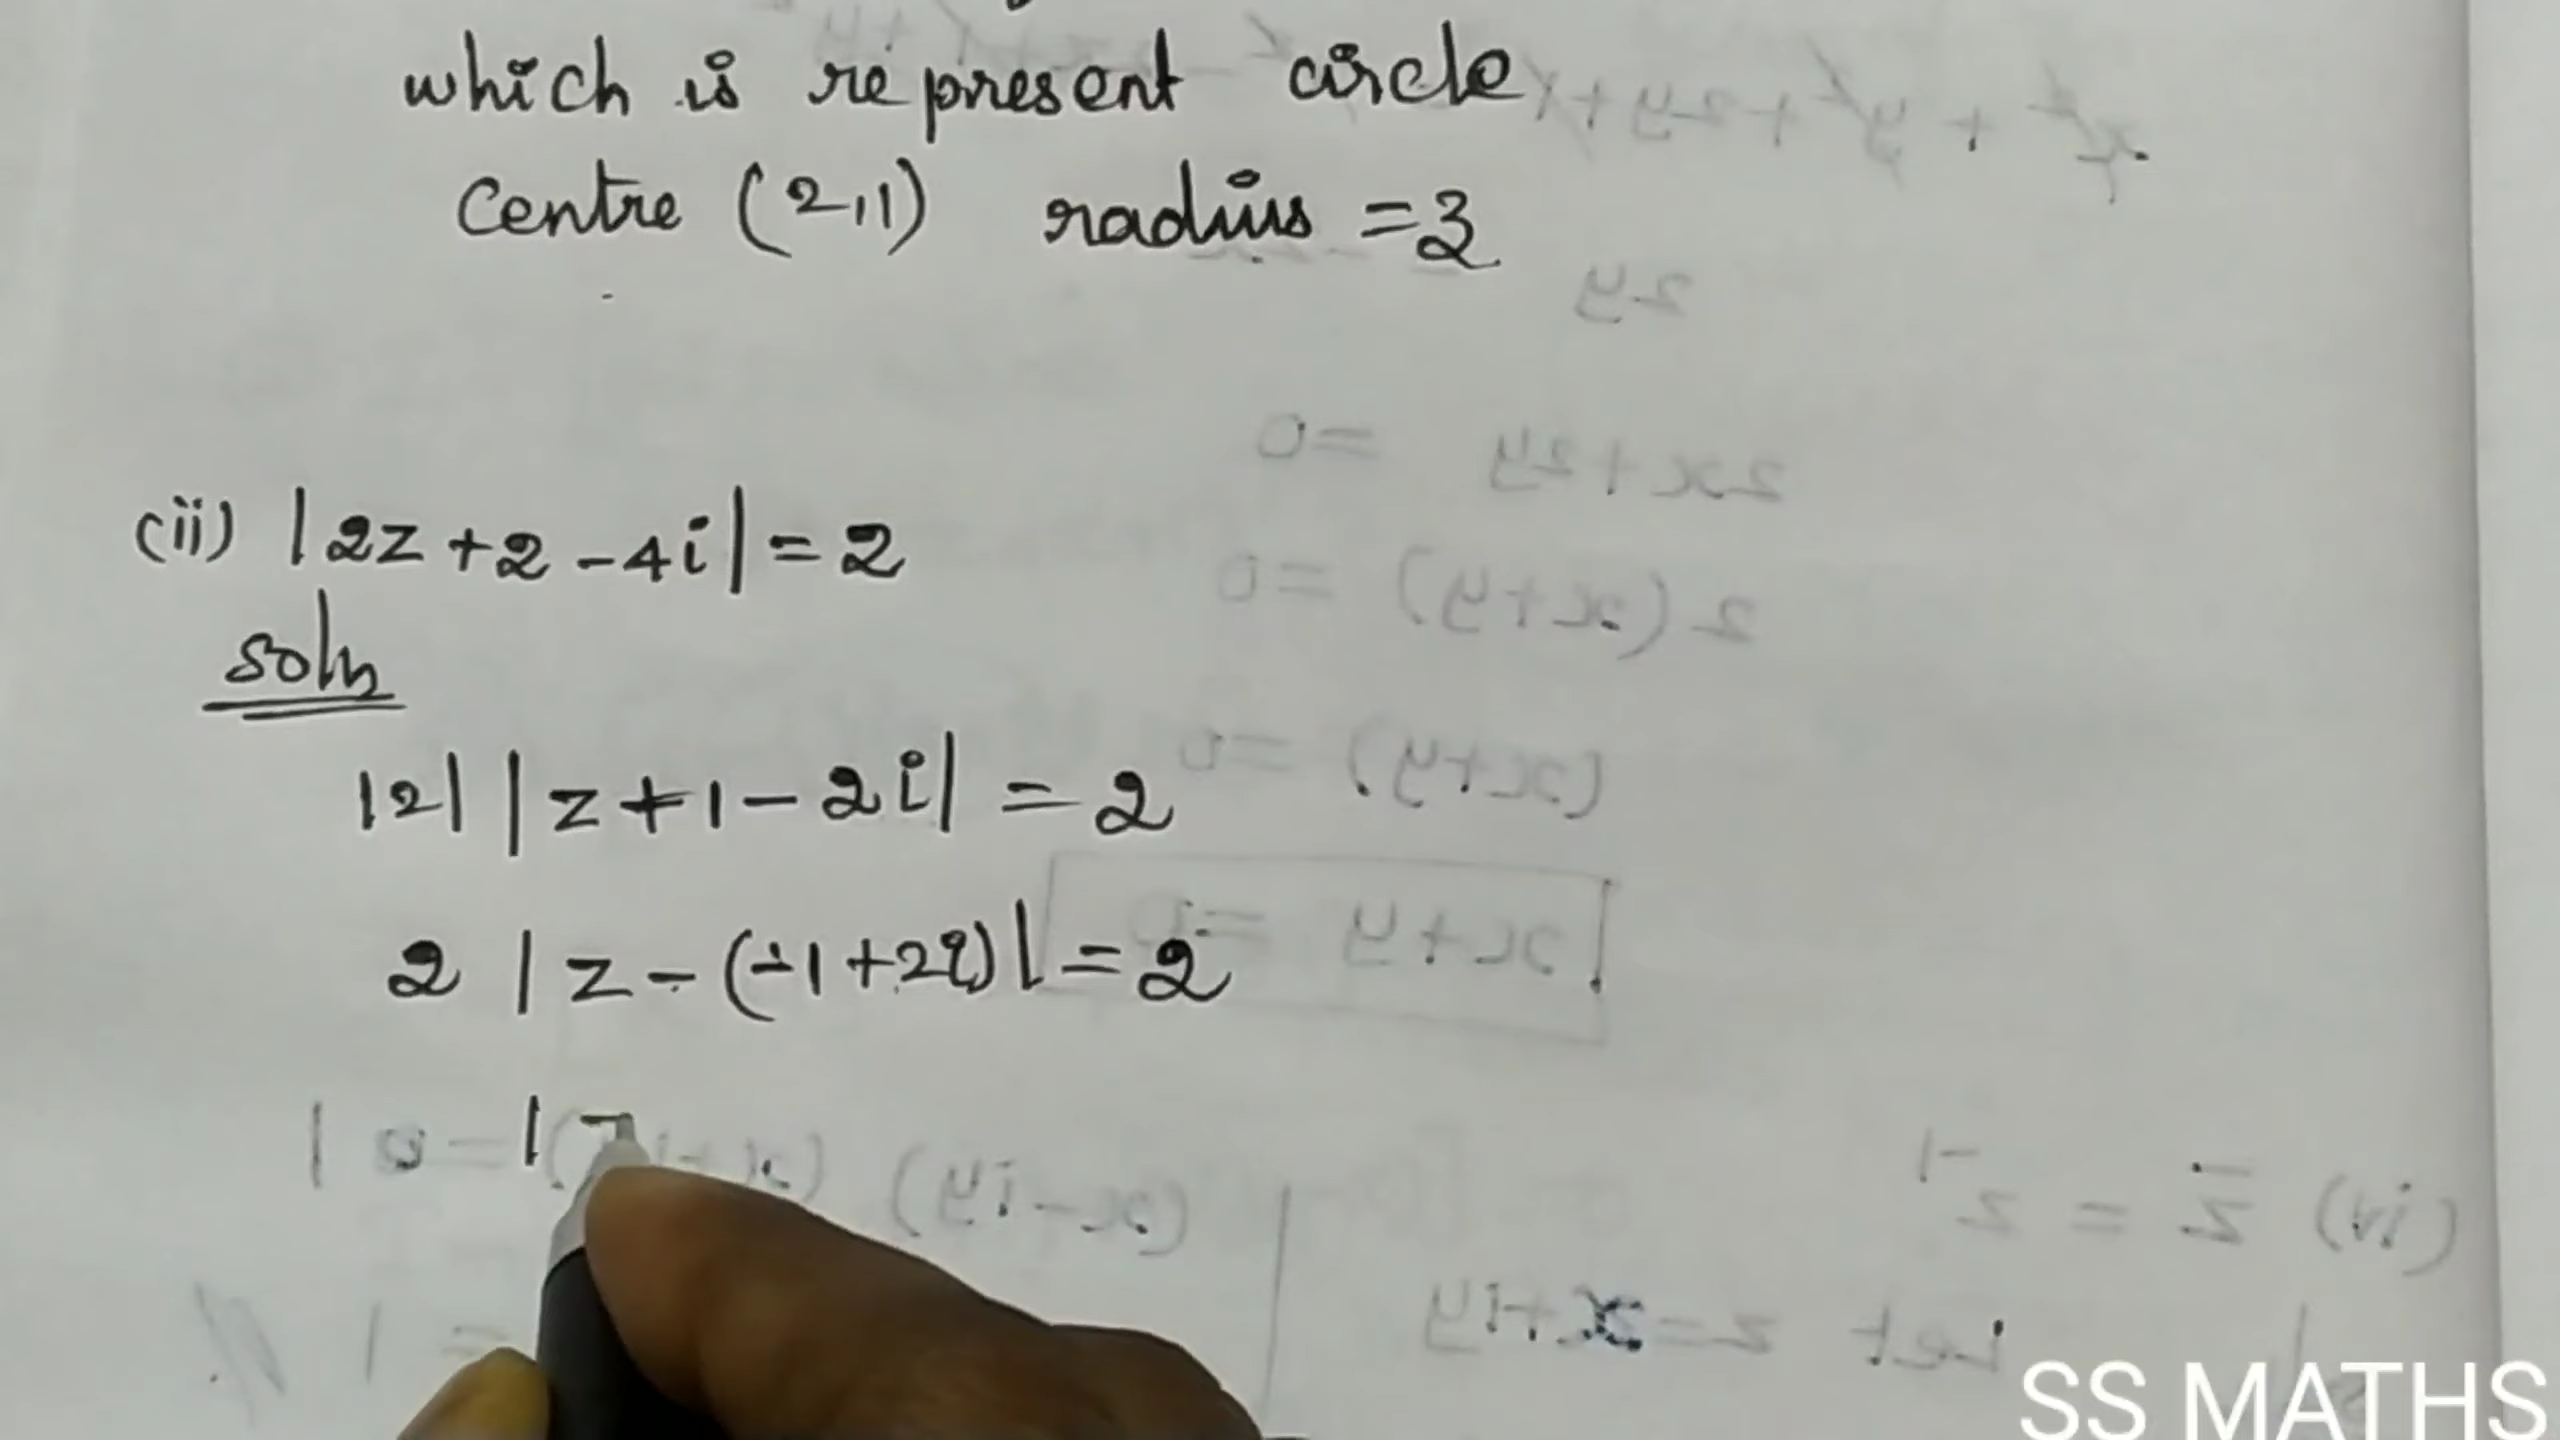 which is represent circle
Centre (2,1) radius = 3
(ii) |2z+2-4i| = 2
soln
|2| |z+1-2i| = 2
2 |z-(-1+2i)| = 2
|z
SS MATHS